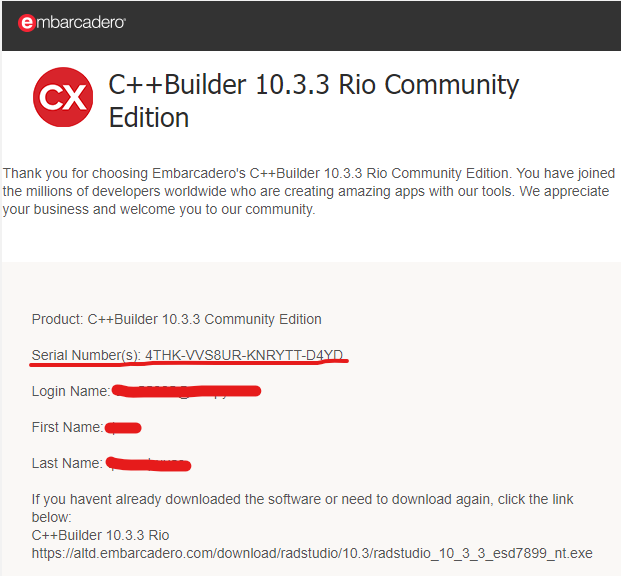 embarcadero
CX
C++Builder 10.3.3 Rio Community
Edition
Thank you for choosing Embarcadero's C++Builder 10.3.3 Rio Community Edition. You have joined
the millions of developers worldwide who are creating amazing apps with our tools. We appreciate
your business and welcome you to our community.
Product: C++Builder 10.3.3 Community Edition
Serial Number(s): 4THK-VVS8UR-KNRYTT-D4YD
Login Name:
First Name:
Last Name:
If you havent already downloaded the software or need to download again, click the link
below:
C++Builder 10.3.3 Rio
https://altd.embarcadero.com/download/radstudio/10.3/radstudio_10_3_3_esd7899_nt.exe